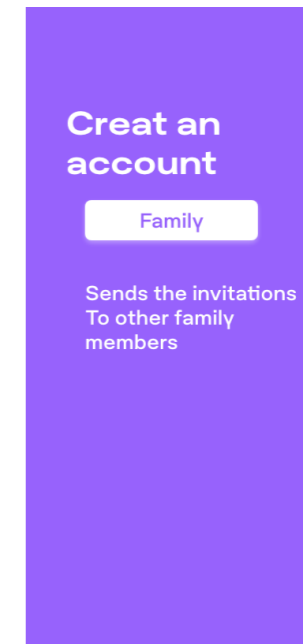 Creat an
account
Family
Sends the invitations
To other family
members